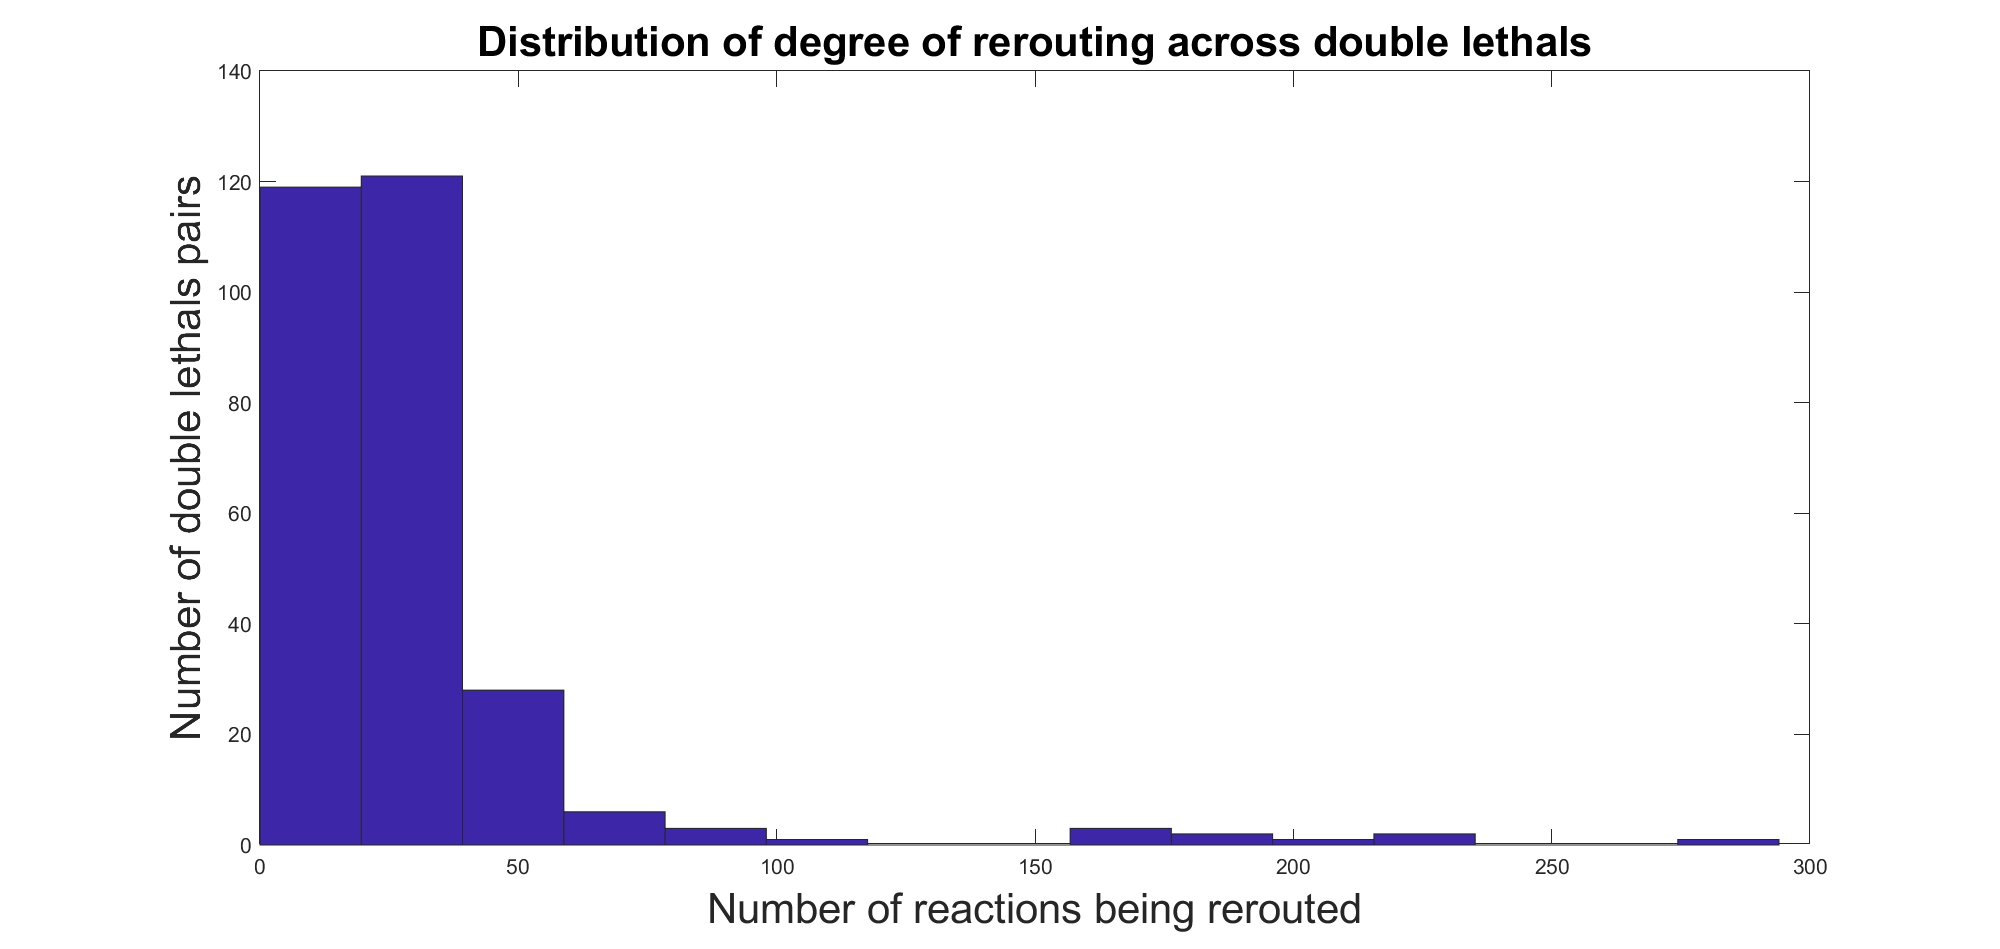 Distribution of degree of rerouting across double lethals
140
120
100
80
60
40
20
0
Number of double lethals pairs
0 50 100 150 200 250 300
Number of reactions being rerouted